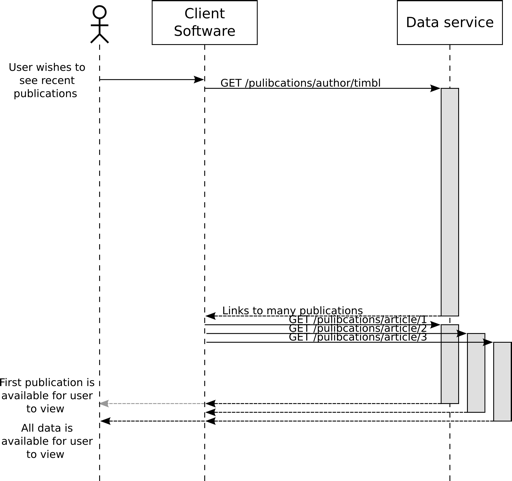 Client
Software
Data service
User wishes to
see recent
publications
GET /pulibcations/author/timbl
Links to many publications
GET /pulibcations/article/1
GET /pulibcations/article/2
GET /pulibcations/article/3
First publication is
available for user
to view
All data is
available for user
to view